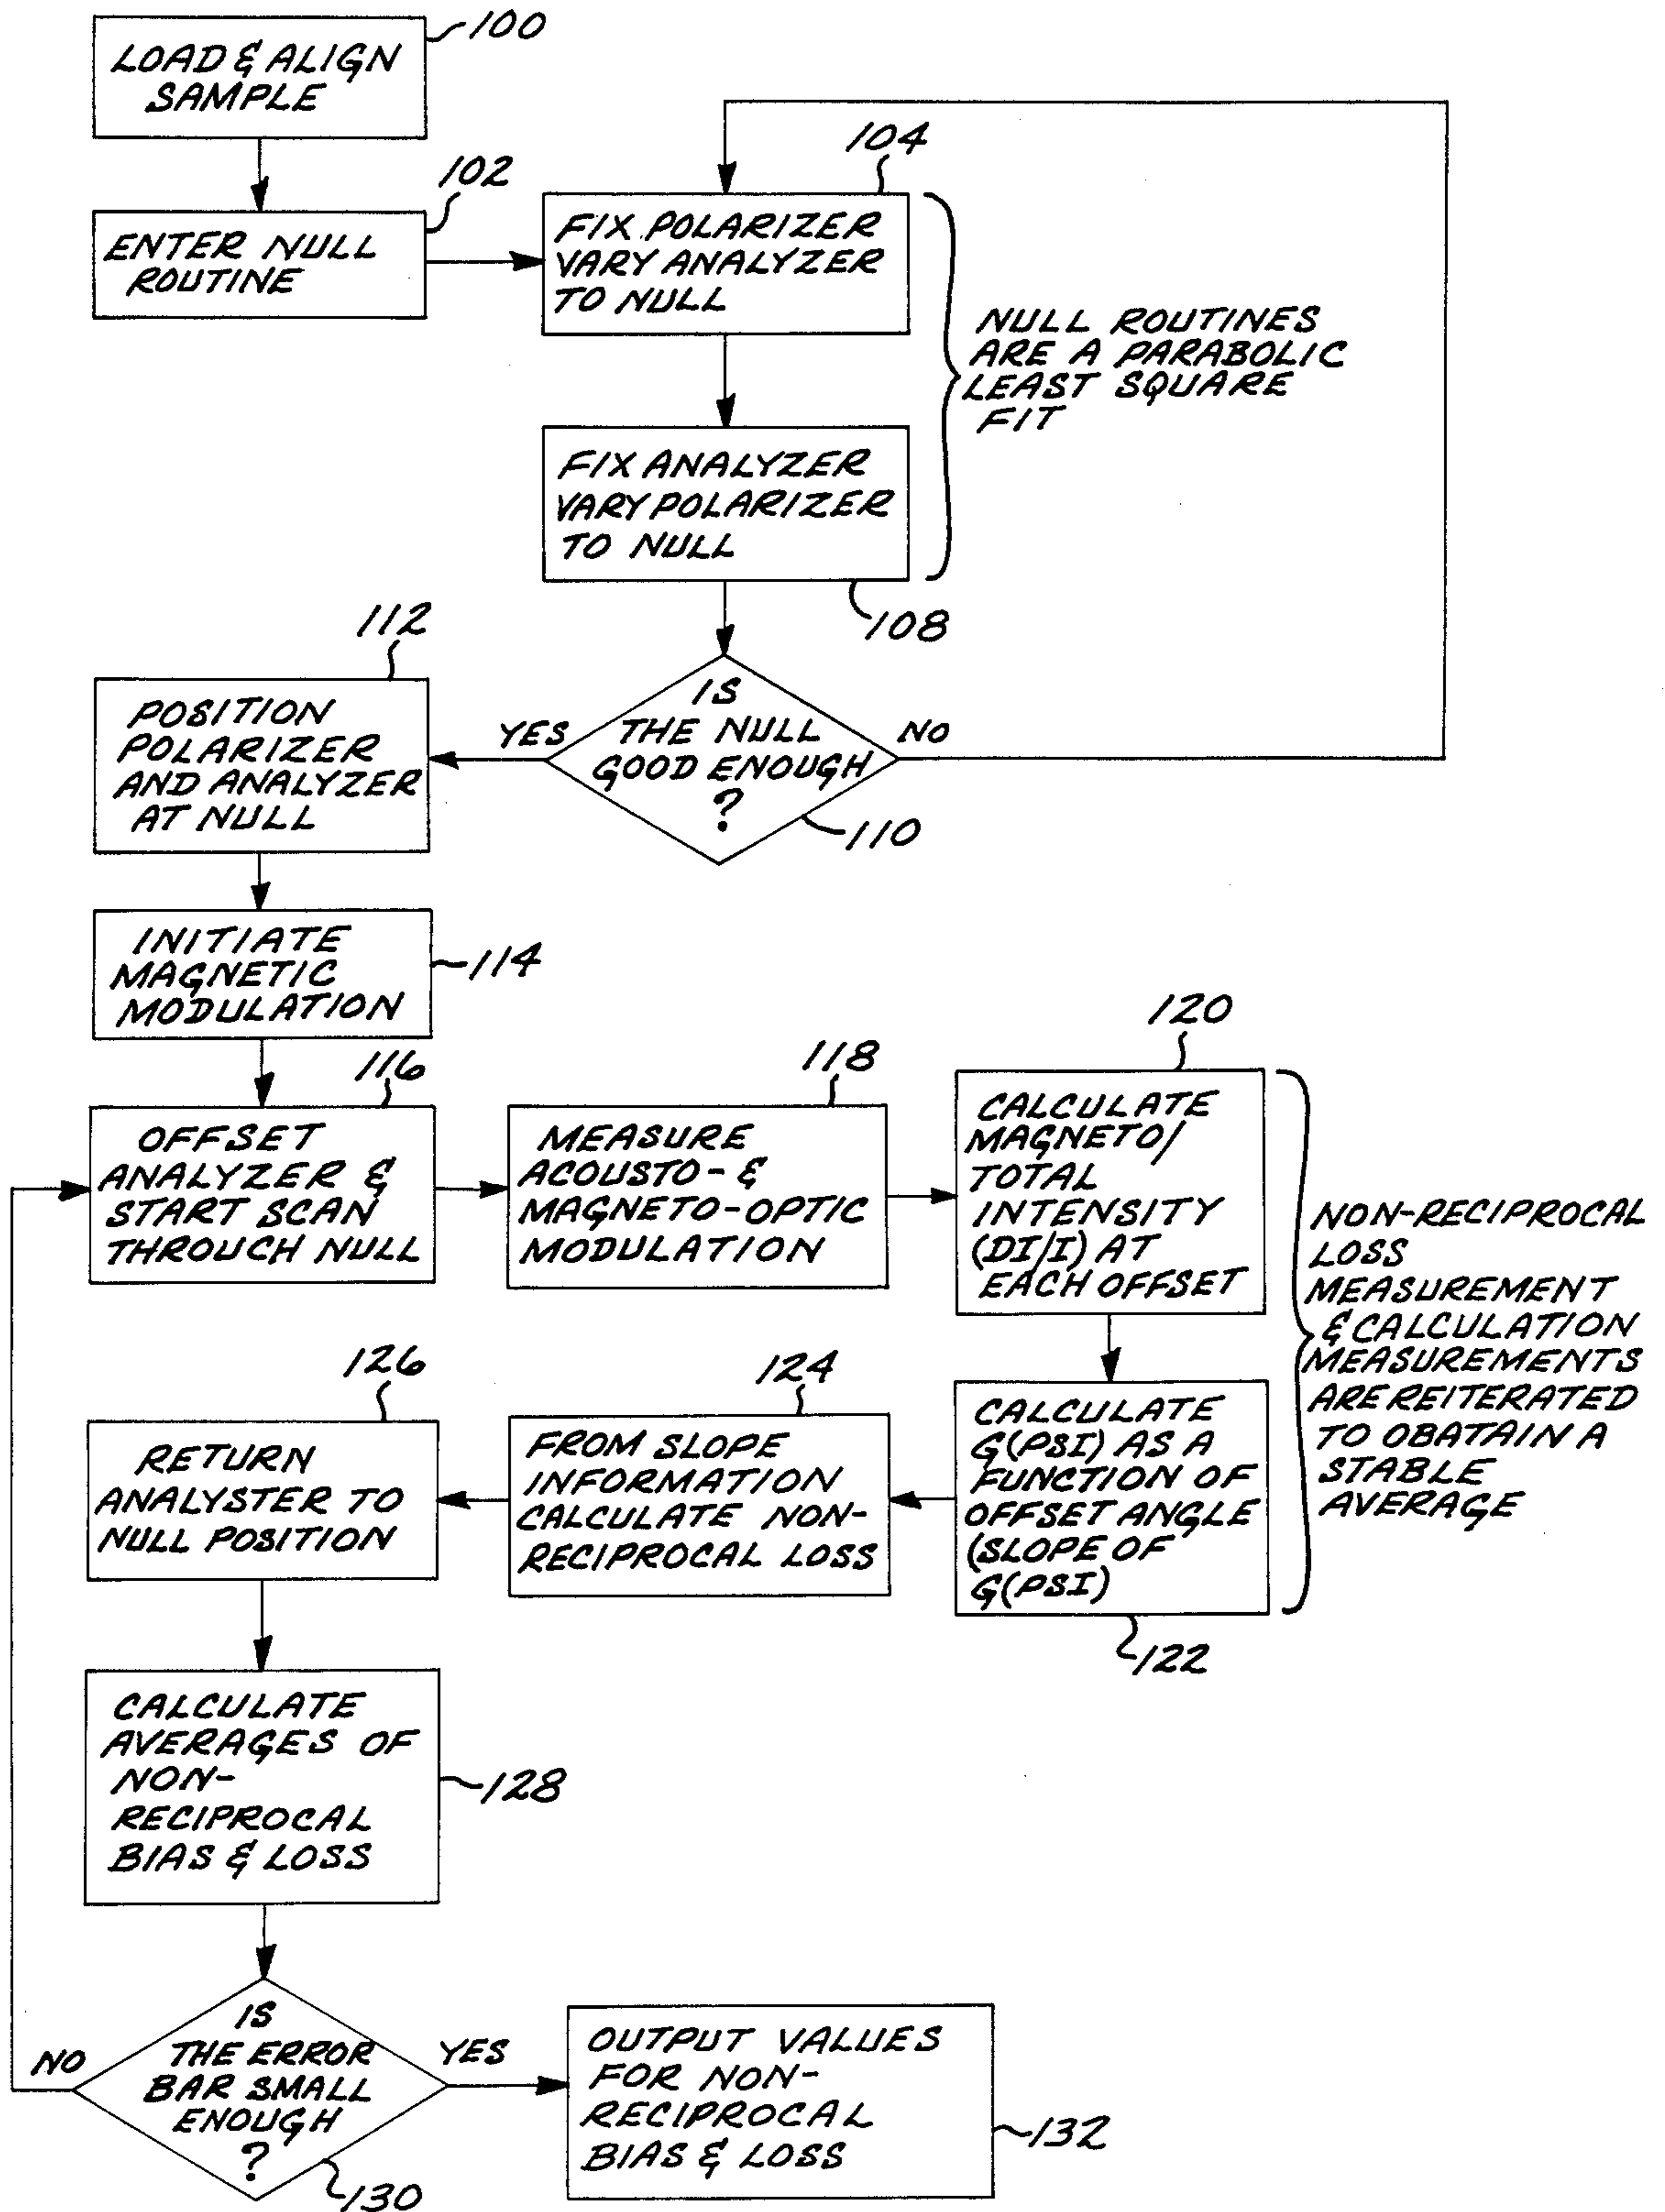 100
LOAD & ALIGN
SAMPLE
102
ENTER NULL
ROUTINE
104
FIX POLARIZER
VARY ANALYZER
TO NULL
NULL ROUTINES
ARE A PARABOLIC
LEAST SQUARE
FIT
FIX ANALYZER
VARY POLARIZER
TO NULL
108
IS
THE NULL
GOOD ENOUGH
?
YES
NO
110
112
POSITION
POLARIZER
AND ANALYZER
AT NULL
INITIATE
MAGNETIC
MODULATION
114
116
OFFSET
ANALYZER &
START SCAN
THROUGH NULL
118
MEASURE
ACOUSTO- &
MAGNETO-OPTIC
MODULATION
120
CALCULATE
MAGNETO/
TOTAL
INTENSITY
(DI/I) AT
EACH OFFSET
NON-RECIPROCAL
LOSS
MEASUREMENT
& CALCULATION
MEASUREMENTS
ARE REITERATED
TO OBATAIN A
STABLE
AVERAGE
CALCULATE
G(PSI) AS A
FUNCTION OF
OFFSET ANGLE
(SLOPE OF
G(PSI)
122
124
FROM SLOPE
INFORMATION
CALCULATE NON-
RECIPROCAL LOSS
126
RETURN
ANALYSTER TO
NULL POSITION
CALCULATE
AVERAGES OF
NON-
RECIPROCAL
BIAS & LOSS
128
IS
THE ERROR
BAR SMALL
ENOUGH
?
NO
YES
130
OUTPUT VALUES
FOR NON-
RECIPROCAL
BIAS & LOSS
132